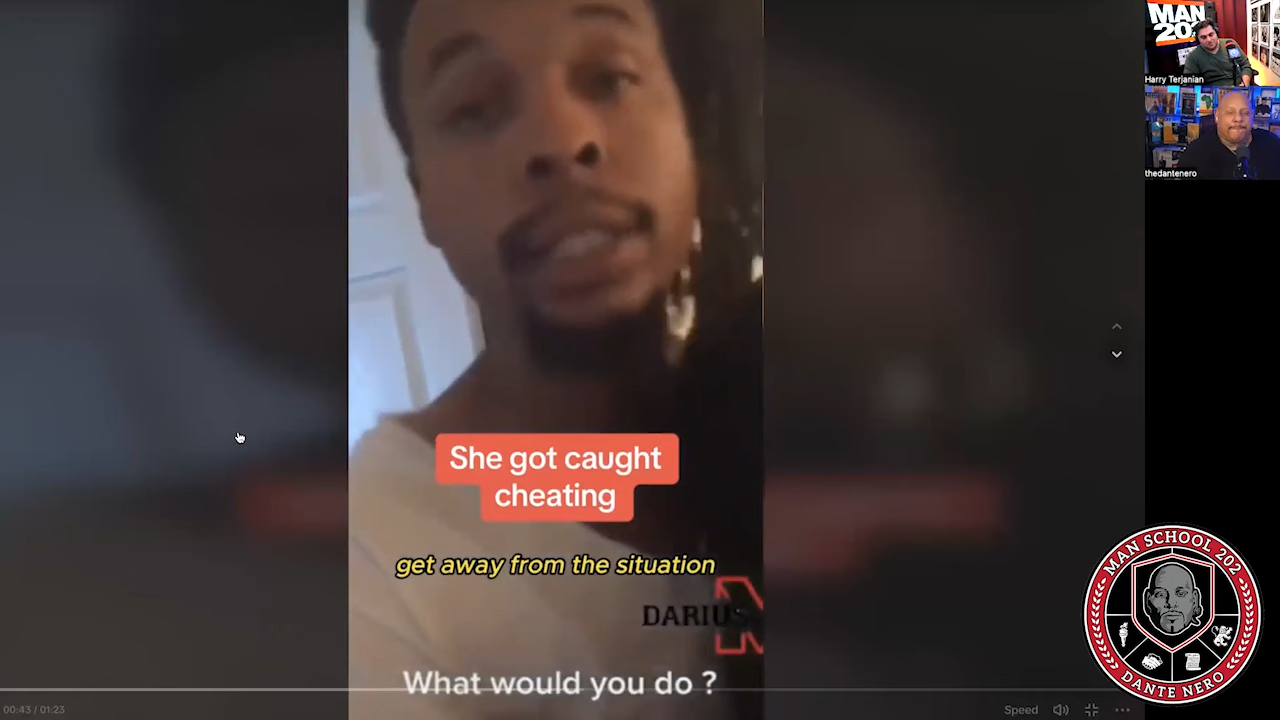 MAN
20
Harry Terjanian
thedantenero
She got caught
cheating
get away from the situation
DARIUS
What would you do ?
00:43 / 01:23
Speed
MAN SCHOOL 202
DANTE NERO